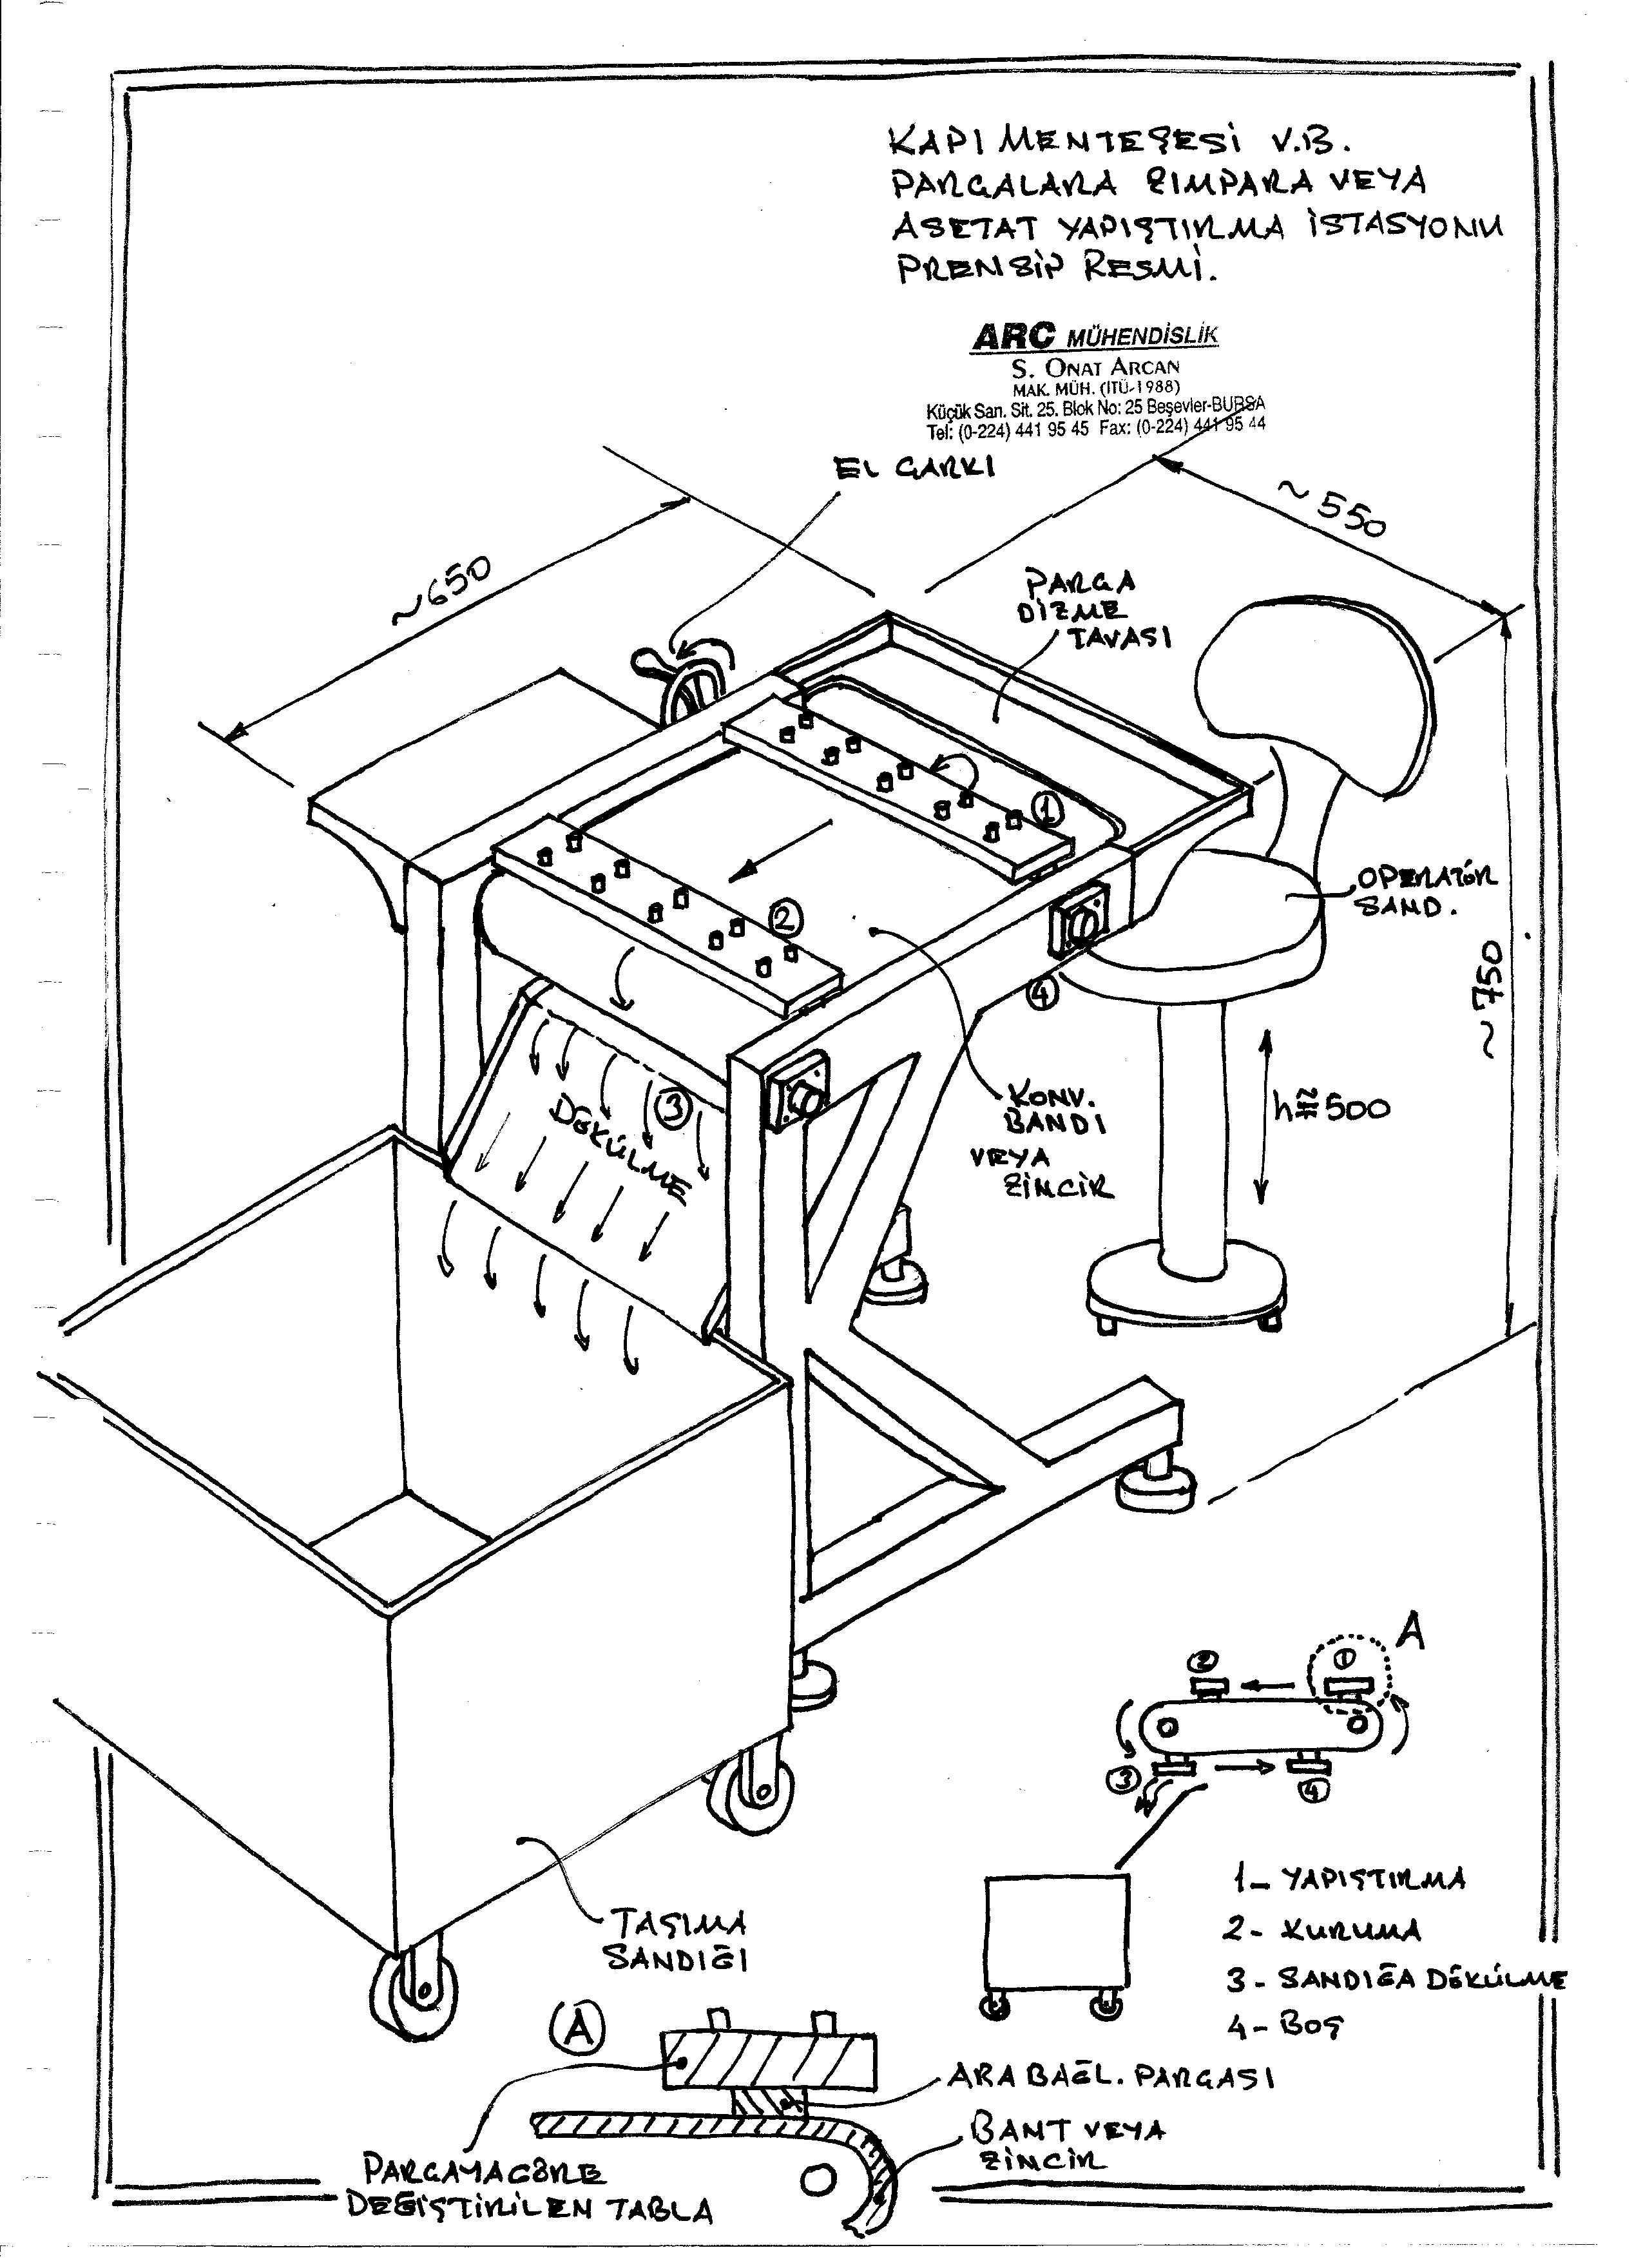 KAPI MENTEŞESİ V.B.
PARÇALARA ZIMPARA VEYA
ASETAT YAPIŞTIRMA İSTASYONU
PRENSİP RESMİ.
ARC MÜHENDİSLİK
S. ONAT ARCAN
MAK. MÜH. (İTÜ-1988)
Küçük San. Sit. 25. Blok No: 25 Beşevler-BURSA
Tel: (0-224) 441 95 45 Fax: (0-224) 441 95 44
EL ÇARKI
~550
~650
PARÇA
DİZME
TAVASI
1
2
OPERATÖR
SAND.
4
~750
KONV.
BANDI
VEYA
ZİNCİR
h≅500
3
DÖKÜLME
A
2
1
3
4
1- YAPIŞTIRMA
2- KURUMA
3- SANDIĞA DÖKÜLME
4- BOŞ
TAŞIMA
SANDIĞI
A
ARA BAĞL. PARÇASI
BANT VEYA
ZİNCİR
PARÇAYA GÖRE
DEĞİŞTİRİLEN TABLA